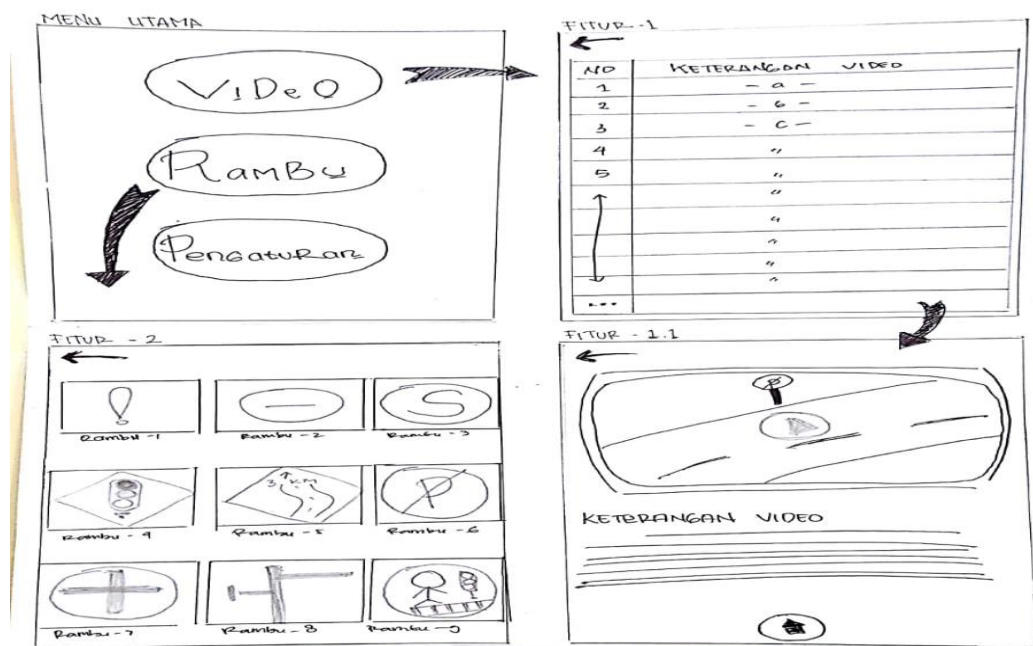 MENU UTAMA
VIDeO
RamBu
PengatuRan
FITUR -1
NO KETERANGAN VIDEO
1 - a -
2 - b -
3 - c -
4 "
5 "
"
"
"
"
"
...
FITUR - 2
S
Rambu -1 Rambu -2 Rambu -3
3 KM P
Rambu - 4 Rambu - 5 Rambu - 6
Rambu - 7 Rambu - 8 Rambu - 9
FITUR - 1.1
P
KETERANGAN VIDEO